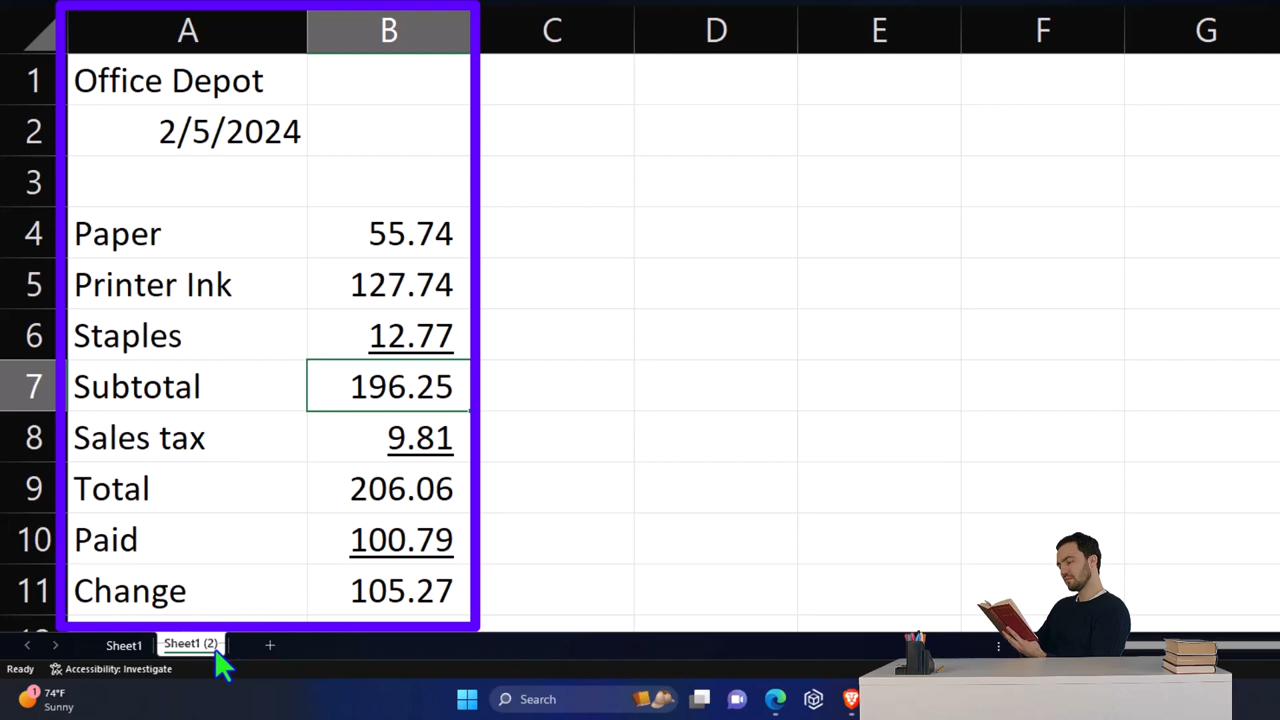 A B C D E F G
1 Office Depot
2 2/5/2024
3
4 Paper 55.74
5 Printer Ink 127.74
6 Staples 12.77
7 Subtotal 196.25
8 Sales tax 9.81
9 Total 206.06
10 Paid 100.79
11 Change 105.27
Sheet1 Sheet1 (2) +
Ready Accessibility: Investigate
1 74°F
Sunny
Search